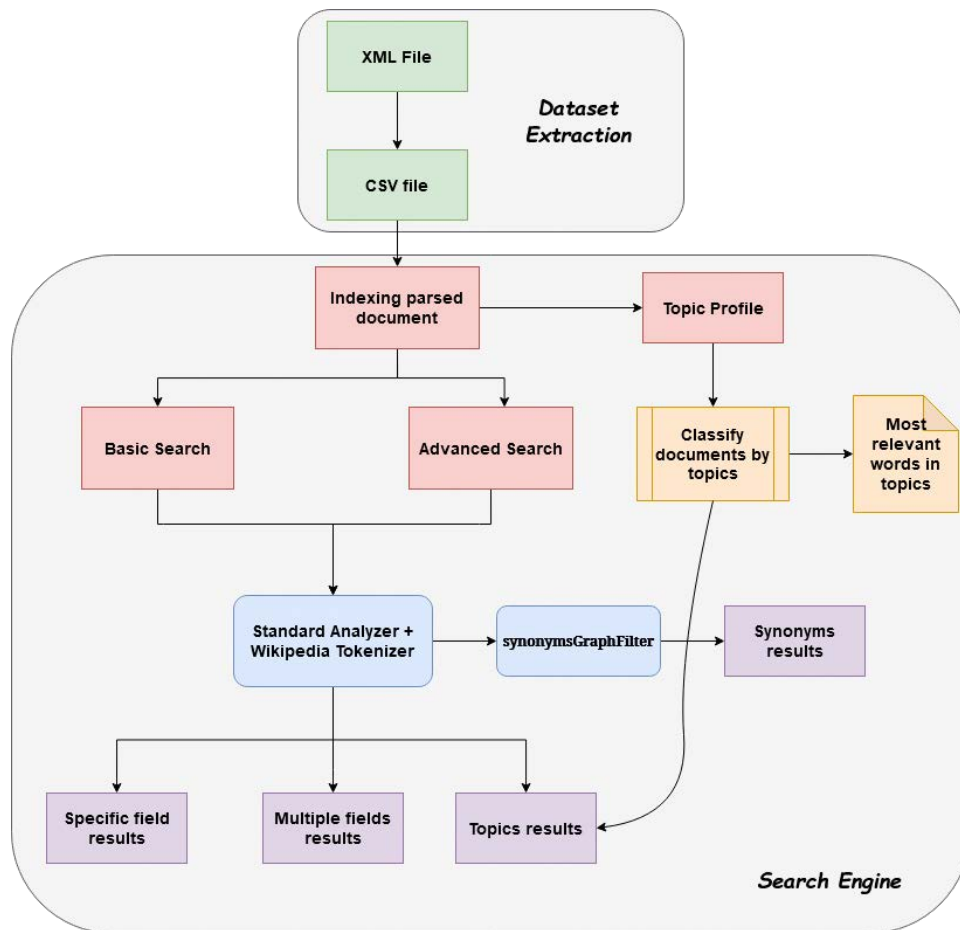 XML File
Dataset
Extraction
CSV file
Indexing parsed
document
Topic Profile
Basic Search
Advanced Search
Classify
documents by
topics
Most
relevant
words in
topics
Standard Analyzer +
Wikipedia Tokenizer
synonymsGraphFilter
Synonyms
results
Specific field
results
Multiple fields
results
Topics results
Search Engine